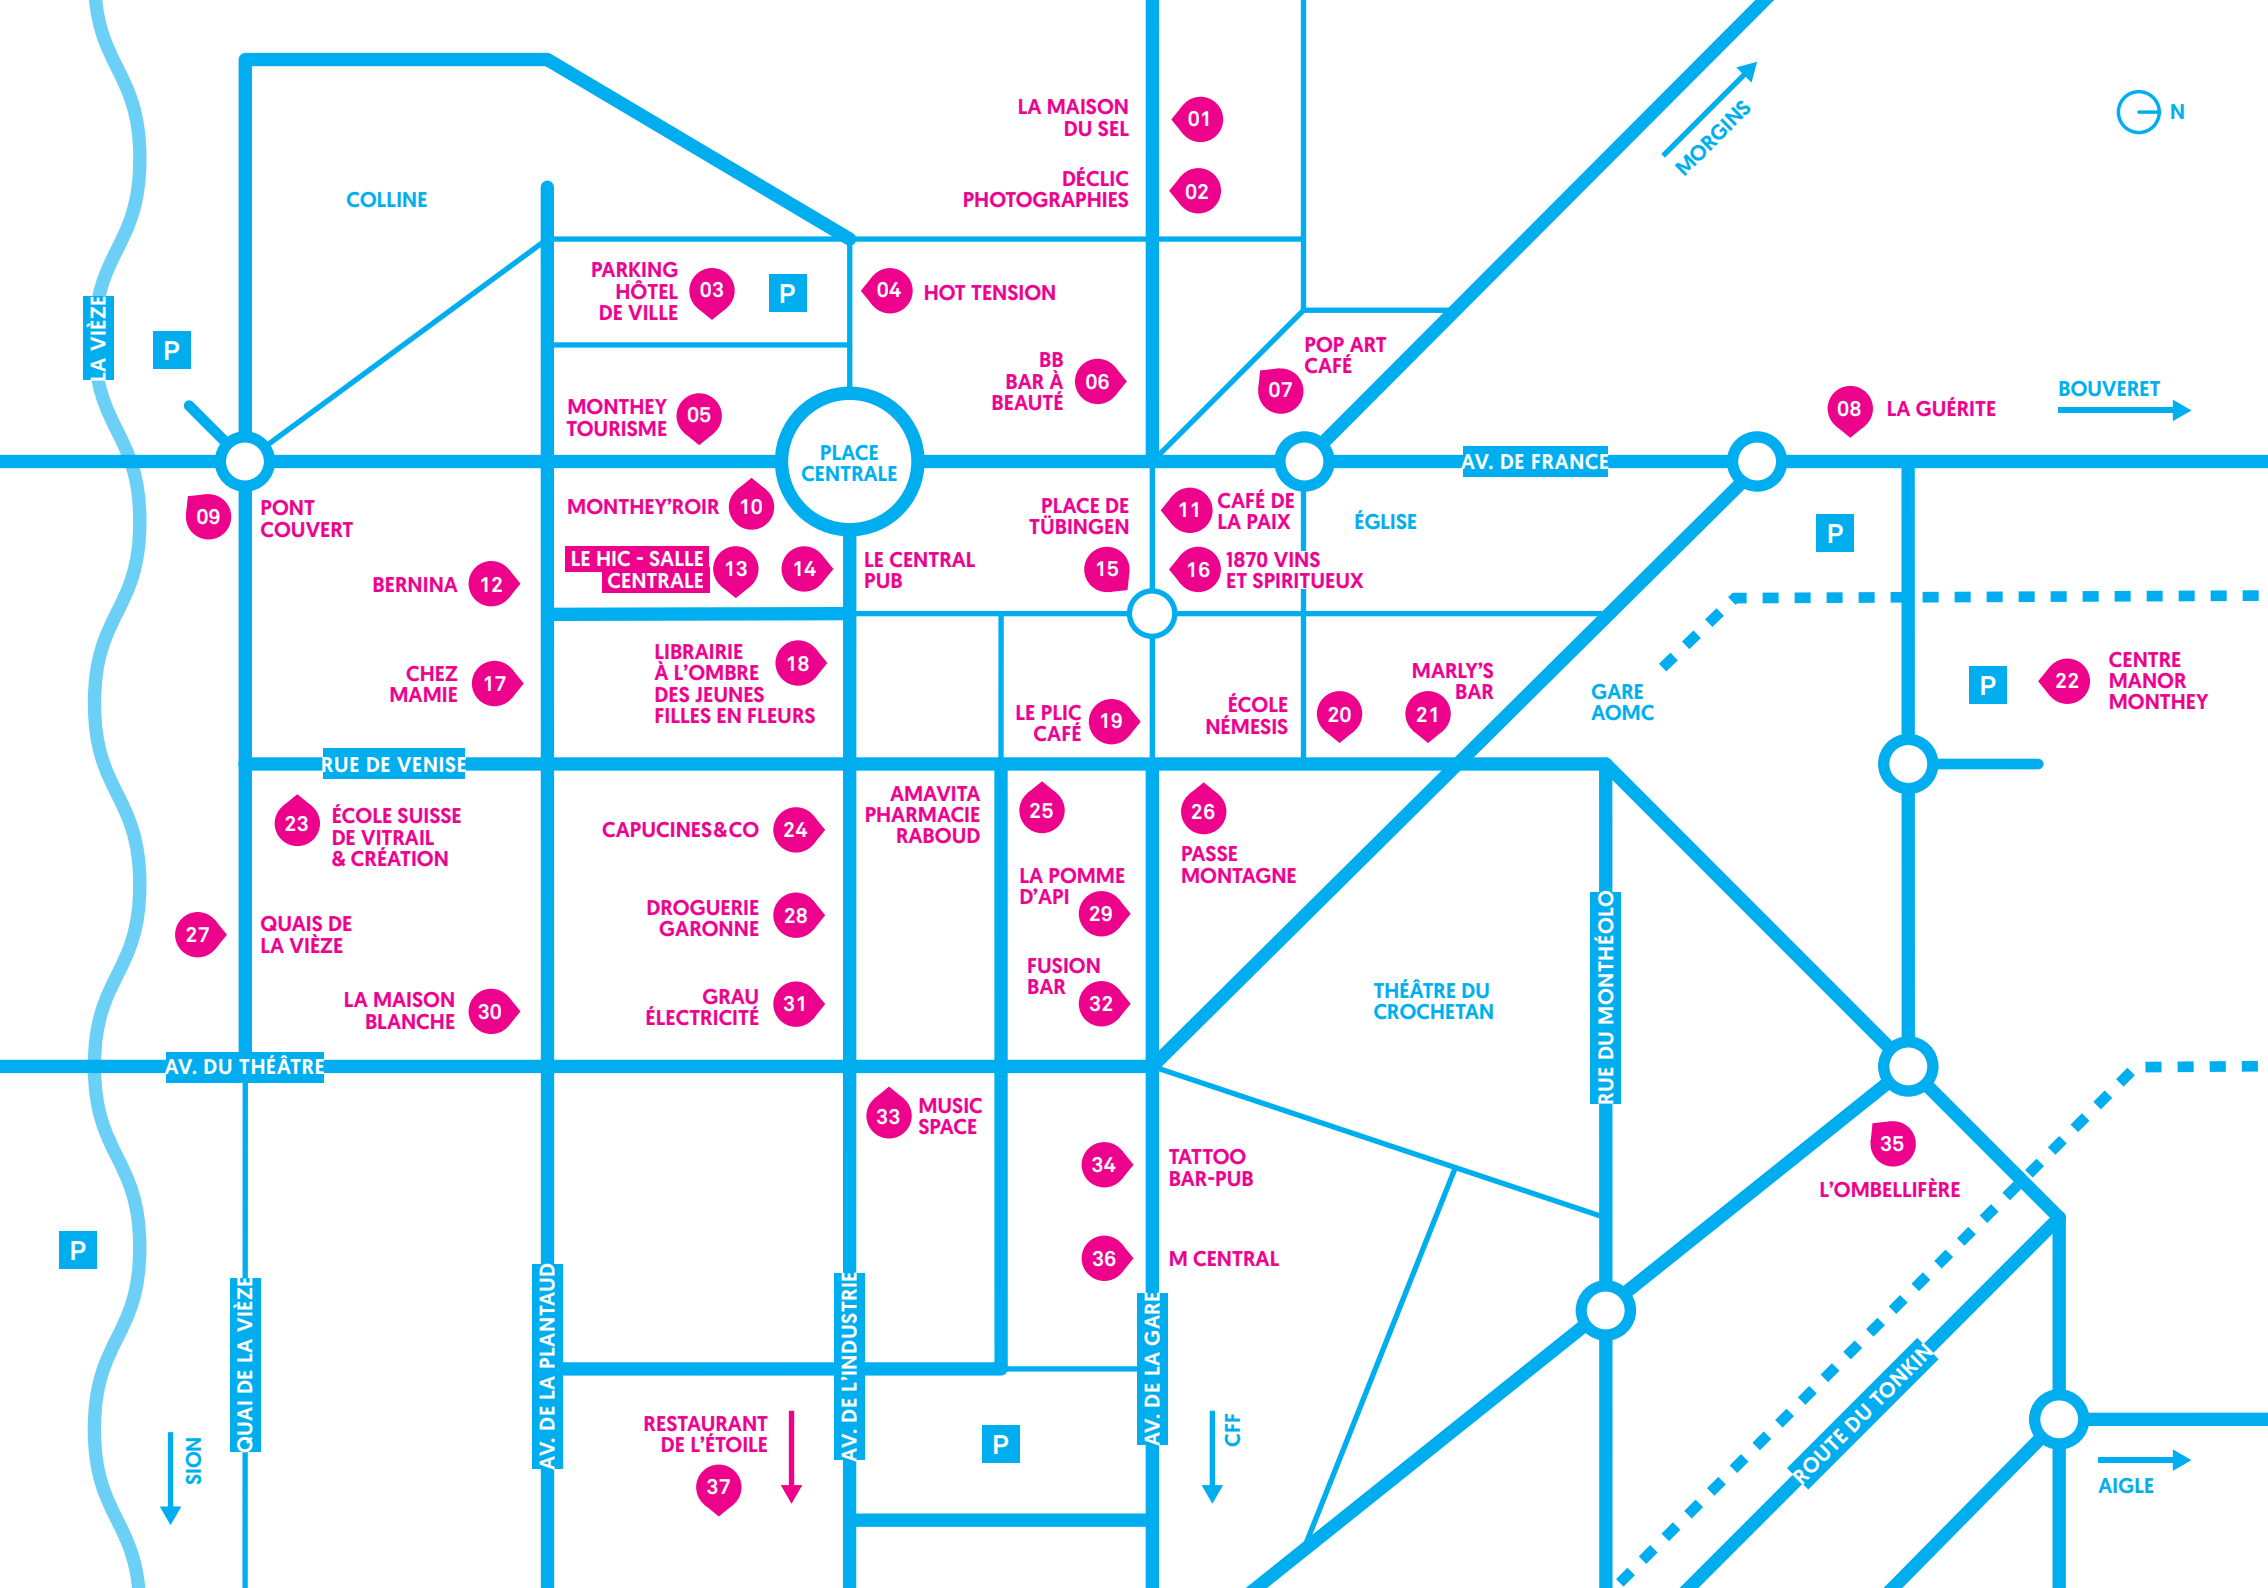 LA MAISON
DU SEL
01
DÉCLIC
PHOTOGRAPHIES
02
MORGINS
N
COLLINE
PARKING
HÔTEL
DE VILLE
03
P
04
HOT TENSION
LA VIÈZE
P
BB
BAR À
BEAUTÉ
06
POP ART
CAFÉ
07
MONTHEY
TOURISME
05
08
LA GUÉRITE
BOUVERET
PLACE
CENTRALE
AV. DE FRANCE
09
PONT
COUVERT
MONTHEY’ROIR
10
PLACE DE
TÜBINGEN
15
11
CAFÉ DE
LA PAIX
ÉGLISE
P
BERNINA
12
LE HIC - SALLE
CENTRALE
13
14
LE CENTRAL
PUB
16
1870 VINS
ET SPIRITUEUX
CHEZ
MAMIE
17
LIBRAIRIE
À L’OMBRE
DES JEUNES
FILLES EN FLEURS
18
LE PLIC
CAFÉ
19
ÉCOLE
NÉMESIS
20
MARLY’S
BAR
21
GARE
AOMC
P
22
CENTRE
MANOR
MONTHEY
RUE DE VENISE
23
ÉCOLE SUISSE
DE VITRAIL
& CRÉATION
CAPUCINES&CO
24
AMAVITA
PHARMACIE
RABOUD
25
26
PASSE
MONTAGNE
27
QUAIS DE
LA VIÈZE
DROGUERIE
GARONNE
28
LA POMME
D’API
29
LA MAISON
BLANCHE
30
GRAU
ÉLECTRICITÉ
31
FUSION
BAR
32
THÉÂTRE DU
CROCHETAN
RUE DU MONTHÉOLO
AV. DU THÉÂTRE
33
MUSIC
SPACE
34
TATTOO
BAR-PUB
35
L’OMBELLIFÈRE
P
36
M CENTRAL
QUAI DE LA VIÈZE
AV. DE LA PLANTAUD
AV. DE L’INDUSTRIE
AV. DE LA GARE
ROUTE DU TONKIN
SION
RESTAURANT
DE L’ÉTOILE
37
P
CFF
AIGLE